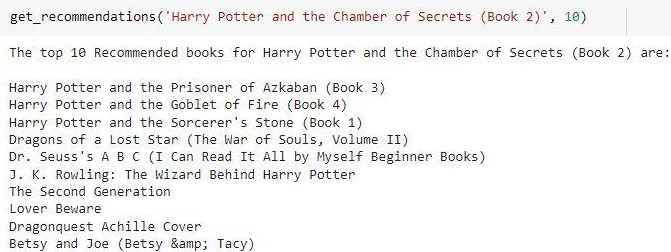 get_recommendations('Harry Potter and the Chamber of Secrets (Book 2)', 10)
The top 10 Recommended books for Harry Potter and the Chamber of Secrets (Book 2) are:
Harry Potter and the Prisoner of Azkaban (Book 3)
Harry Potter and the Goblet of Fire (Book 4)
Harry Potter and the Sorcerer's Stone (Book 1)
Dragons of a Lost Star (The War of Souls, Volume II)
Dr. Seuss's A B C (I Can Read It All by Myself Beginner Books)
J. K. Rowling: The Wizard Behind Harry Potter
The Second Generation
Lover Beware
Dragonquest Achille Cover
Betsy and Joe (Betsy &amp; Tacy)